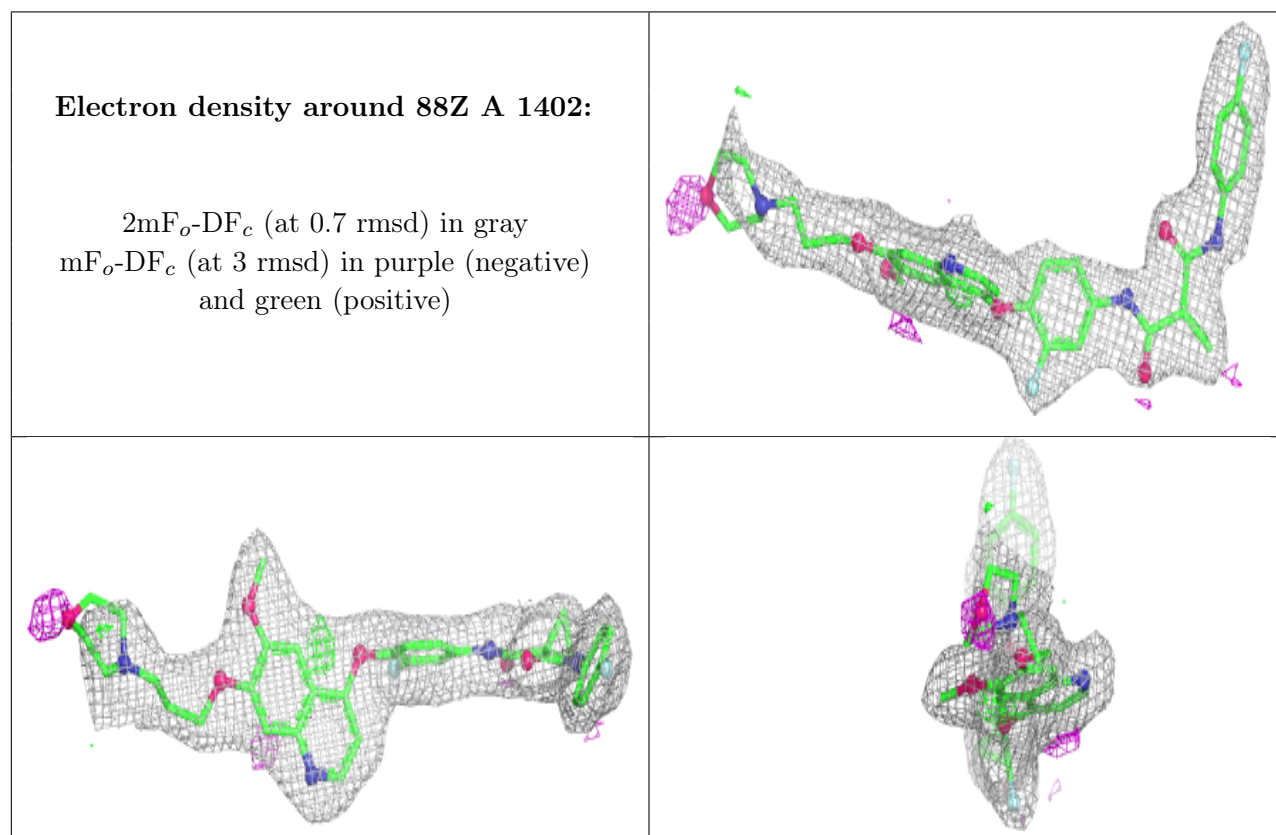 Electron density around 88Z A 1402:
2mFₒ-DF𝒸 (at 0.7 rmsd) in gray
mFₒ-DF𝒸 (at 3 rmsd) in purple (negative)
and green (positive)